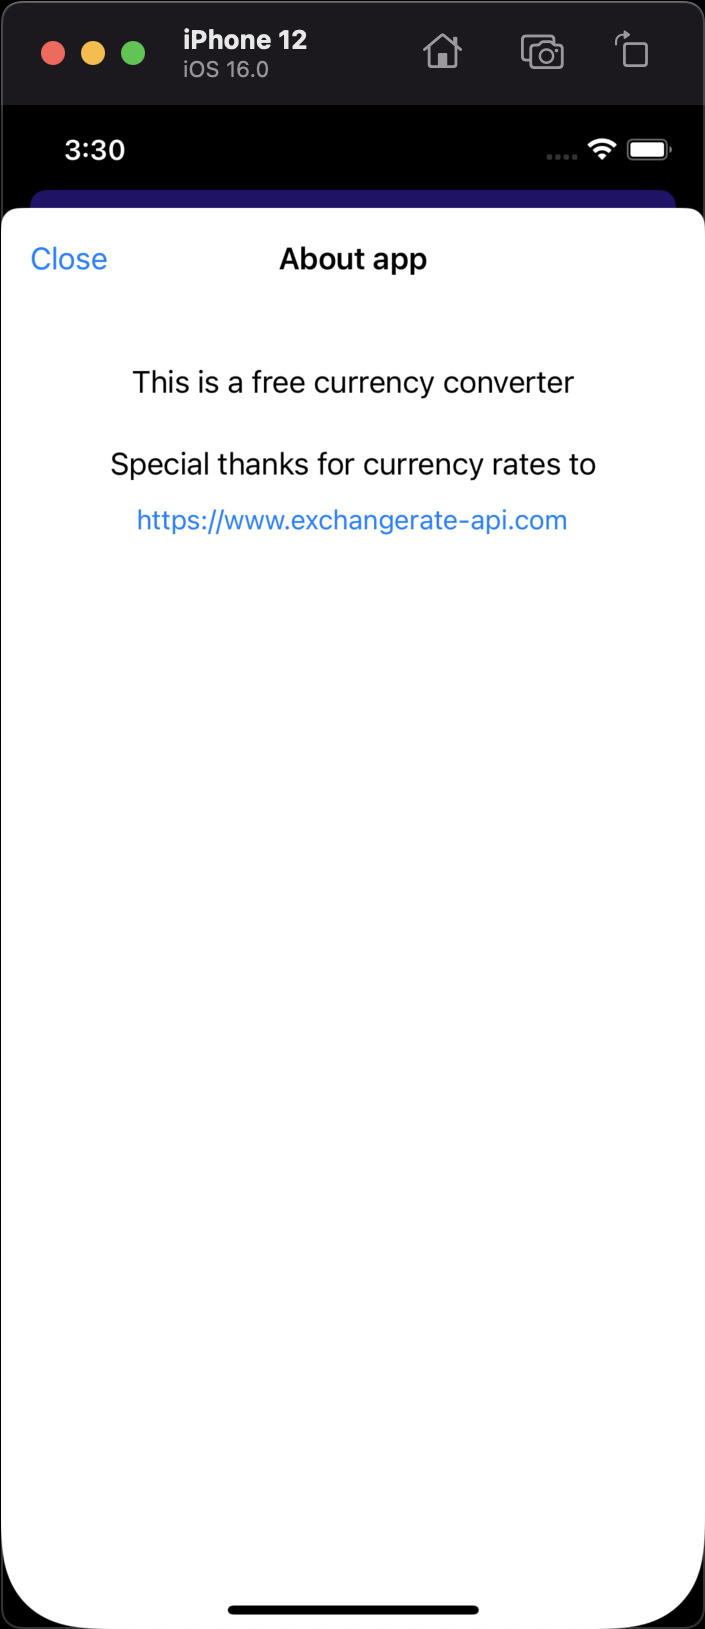 iPhone 12
iOS 16.0
3:30
Close
About app
This is a free currency converter
Special thanks for currency rates to
https://www.exchangerate-api.com